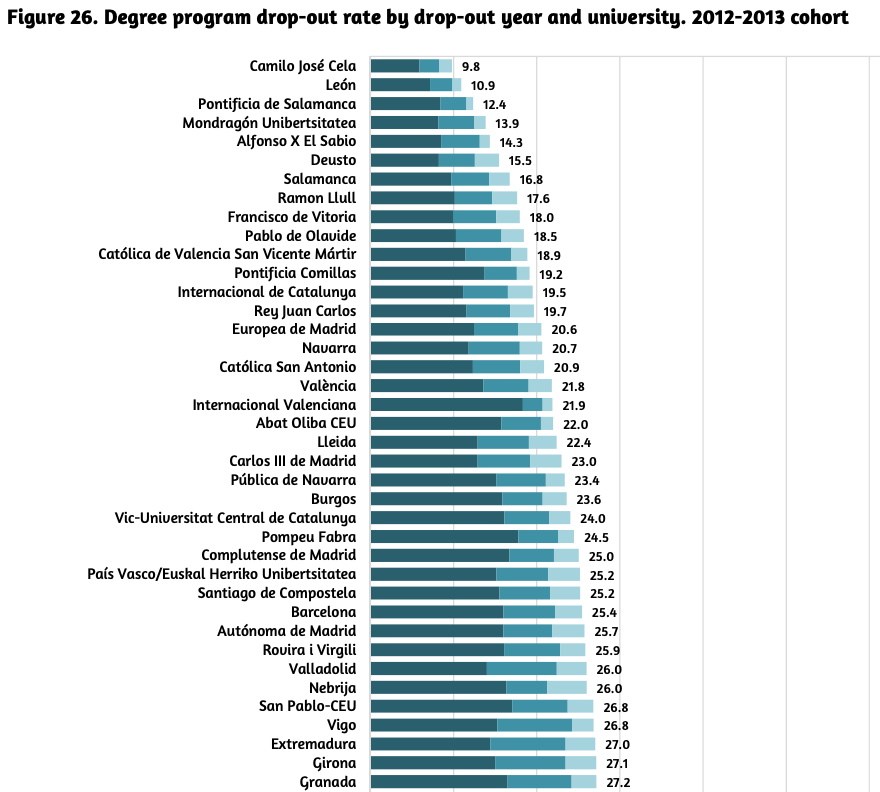 Figure 26. Degree program drop-out rate by drop-out year and university. 2012-2013 cohort
Camilo José Cela 9.8
León 10.9
Pontificia de Salamanca 12.4
Mondragón Unibertsitatea 13.9
Alfonso X El Sabio 14.3
Deusto 15.5
Salamanca 16.8
Ramon Llull 17.6
Francisco de Vitoria 18.0
Pablo de Olavide 18.5
Católica de Valencia San Vicente Mártir 18.9
Pontificia Comillas 19.2
Internacional de Catalunya 19.5
Rey Juan Carlos 19.7
Europea de Madrid 20.6
Navarra 20.7
Católica San Antonio 20.9
València 21.8
Internacional Valenciana 21.9
Abat Oliba CEU 22.0
Lleida 22.4
Carlos III de Madrid 23.0
Pública de Navarra 23.4
Burgos 23.6
Vic-Universitat Central de Catalunya 24.0
Pompeu Fabra 24.5
Complutense de Madrid 25.0
País Vasco/Euskal Herriko Unibertsitatea 25.2
Santiago de Compostela 25.2
Barcelona 25.4
Autónoma de Madrid 25.7
Rovira i Virgili 25.9
Valladolid 26.0
Nebrija 26.0
San Pablo-CEU 26.8
Vigo 26.8
Extremadura 27.0
Girona 27.1
Granada 27.2